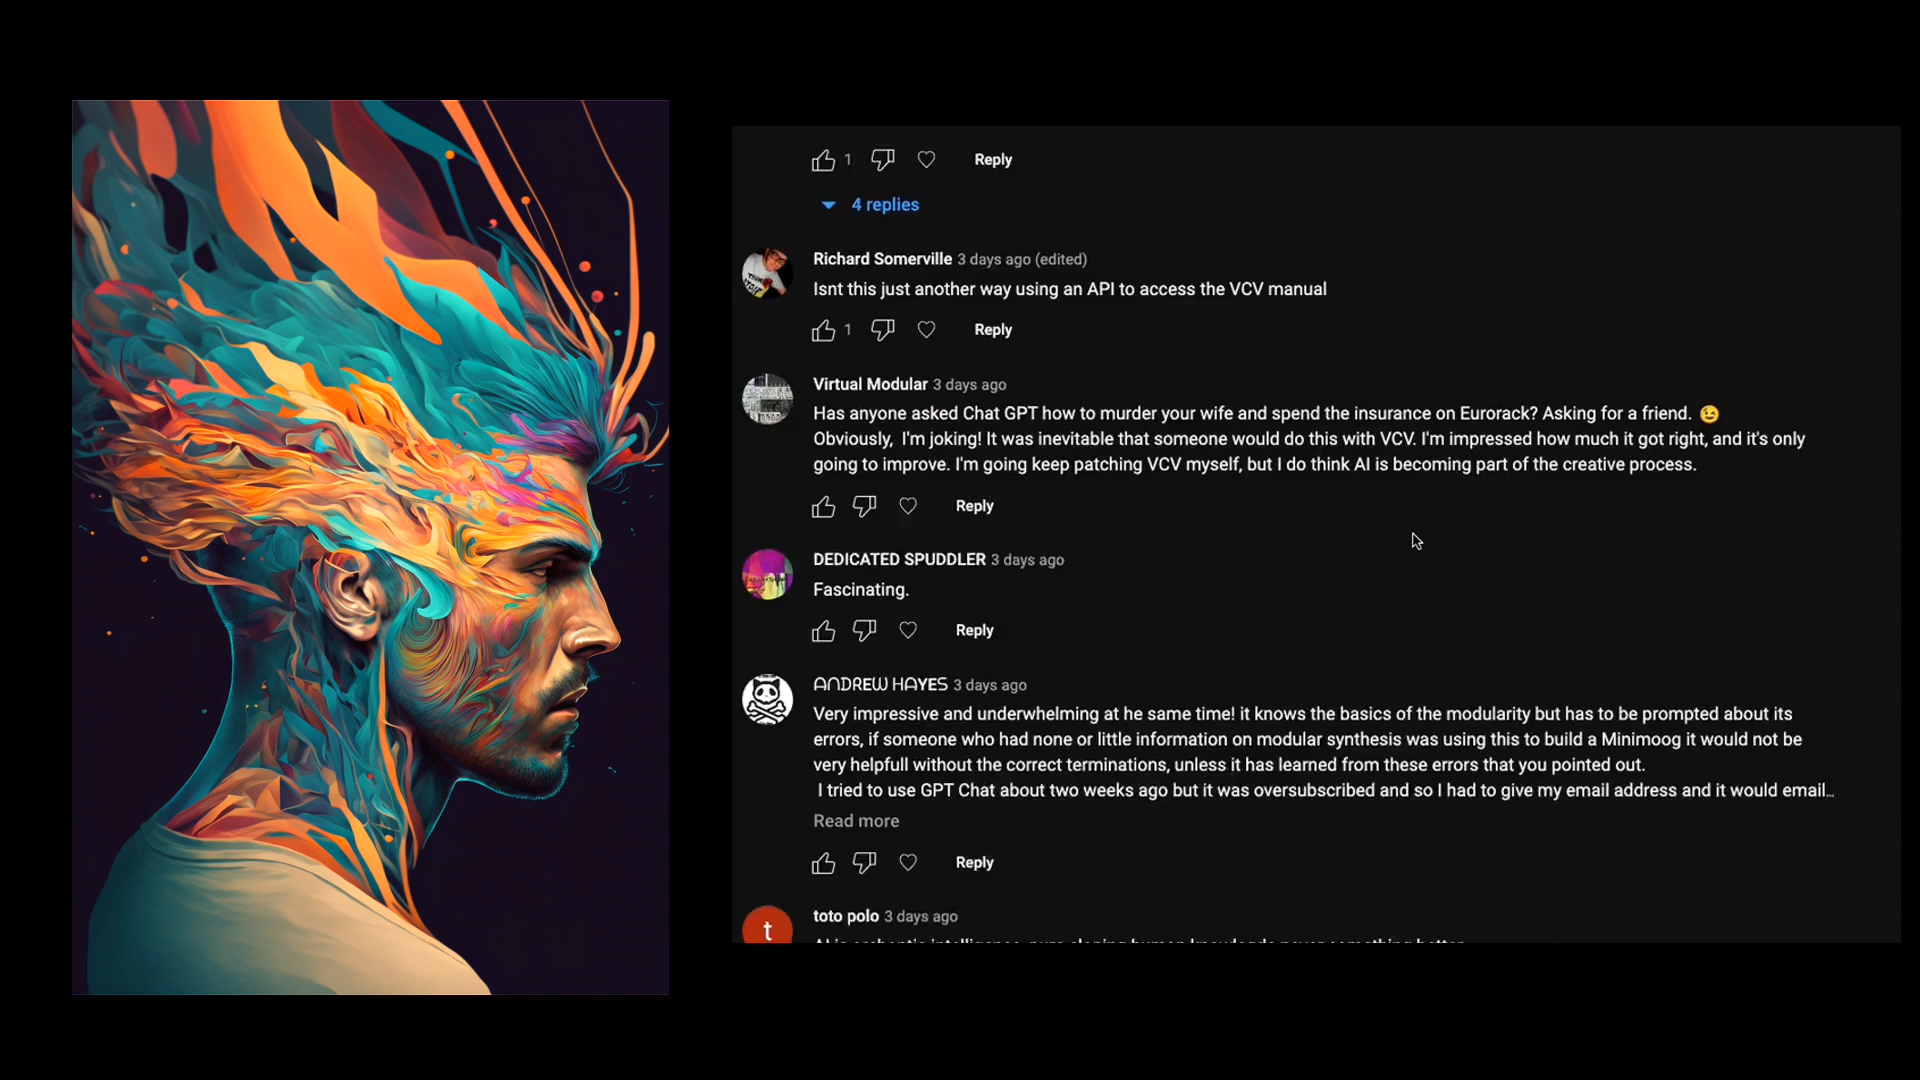 1 Reply
4 replies
Richard Somerville 3 days ago (edited)
Isnt this just another way using an API to access the VCV manual
1 Reply
Virtual Modular 3 days ago
Has anyone asked Chat GPT how to murder your wife and spend the insurance on Eurorack? Asking for a friend. 😉
Obviously, I'm joking! It was inevitable that someone would do this with VCV. I'm impressed how much it got right, and it's only
going to improve. I'm going keep patching VCV myself, but I do think AI is becoming part of the creative process.
Reply
DEDICATED SPUDDLER 3 days ago
Fascinating.
Reply
ANDREW HAYES 3 days ago
Very impressive and underwhelming at he same time! it knows the basics of the modularity but has to be prompted about its
errors, if someone who had none or little information on modular synthesis was using this to build a Minimoog it would not be
very helpfull without the correct terminations, unless it has learned from these errors that you pointed out.
I tried to use GPT Chat about two weeks ago but it was oversubscribed and so I had to give my email address and it would email...
Read more
Reply
t
toto polo 3 days ago